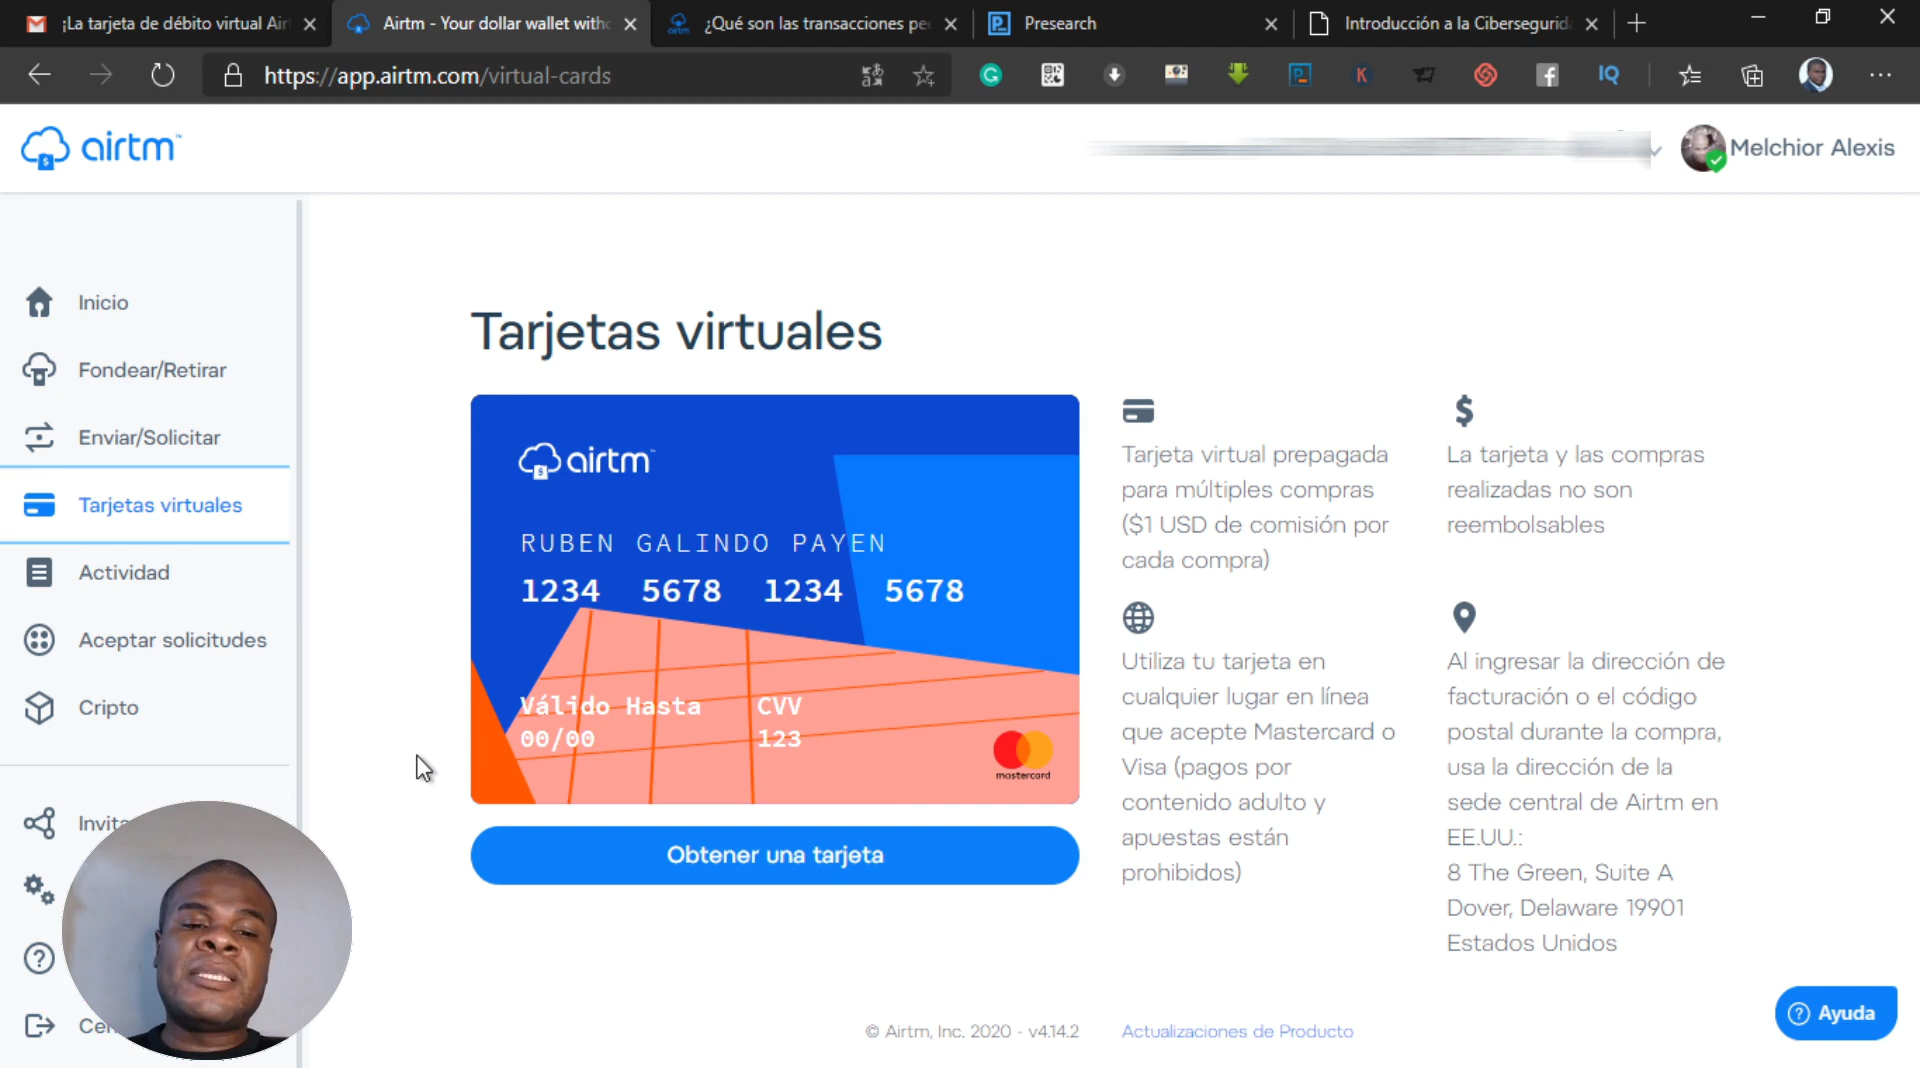 ¡La tarjeta de débito virtual Air
Airtm - Your dollar wallet witho
¿Qué son las transacciones pee
Presearch
Introducción a la Cibersegurida
https://app.airtm.com/virtual-cards
airtm
Melchior Alexis
Inicio
Fondear/Retirar
Enviar/Solicitar
Tarjetas virtuales
Actividad
Aceptar solicitudes
Cripto
Invita
Cer
Tarjetas virtuales
airtm
RUBEN GALINDO PAYEN
1234 5678 1234 5678
Válido Hasta CVV
00/00 123
mastercard
Obtener una tarjeta
Tarjeta virtual prepagada
para múltiples compras
($1 USD de comisión por
cada compra)
La tarjeta y las compras
realizadas no son
reembolsables
Utiliza tu tarjeta en
cualquier lugar en línea
que acepte Mastercard o
Visa (pagos por
contenido adulto y
apuestas están
prohibidos)
Al ingresar la dirección de
facturación o el código
postal durante la compra,
usa la dirección de la
sede central de Airtm en
EE.UU.:
8 The Green, Suite A
Dover, Delaware 19901
Estados Unidos
© Airtm, Inc. 2020 - v4.14.2
Actualizaciones de Producto
Ayuda